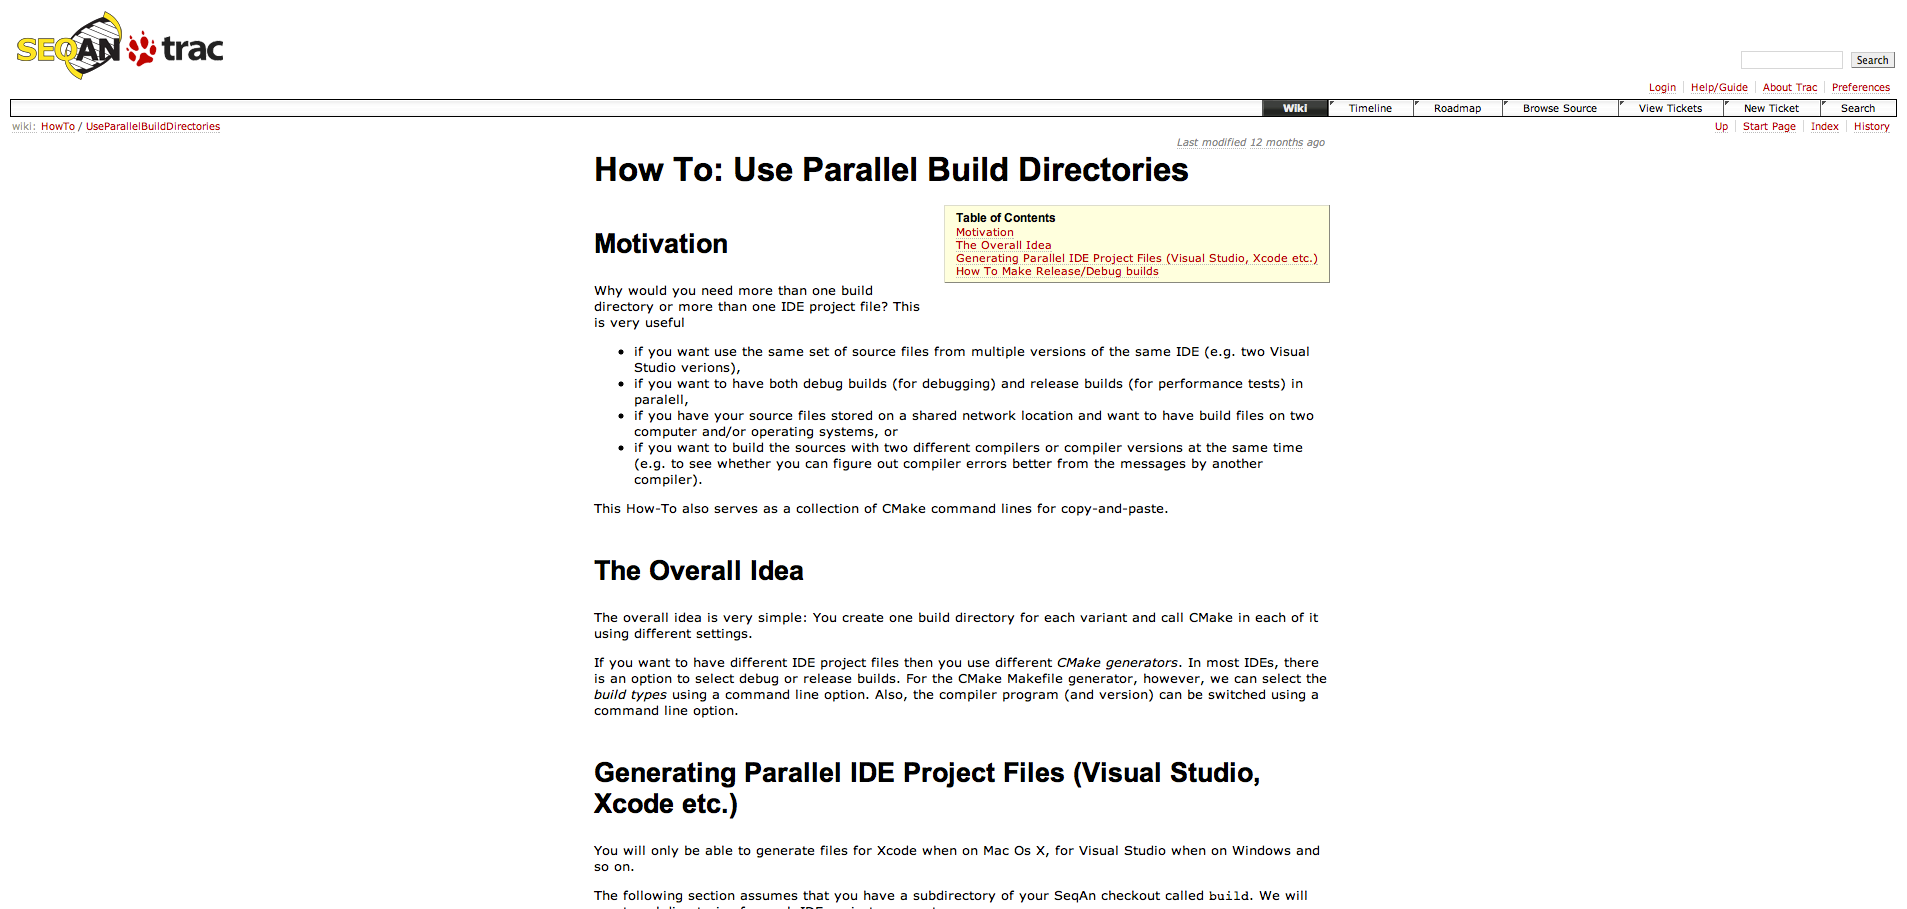 SEQAN trac
Search
Login Help/Guide About Trac Preferences
Wiki Timeline Roadmap Browse Source View Tickets New Ticket Search
wiki: HowTo / UseParallelBuildDirectories
Up Start Page Index History
Last modified 12 months ago
How To: Use Parallel Build Directories
Table of Contents
Motivation
The Overall Idea
Generating Parallel IDE Project Files (Visual Studio, Xcode etc.)
How To Make Release/Debug builds
Motivation
Why would you need more than one build
directory or more than one IDE project file? This
is very useful
• if you want use the same set of source files from multiple versions of the same IDE (e.g. two Visual
Studio verions),
• if you want to have both debug builds (for debugging) and release builds (for performance tests) in
paralell,
• if you have your source files stored on a shared network location and want to have build files on two
computer and/or operating systems, or
• if you want to build the sources with two different compilers or compiler versions at the same time
(e.g. to see whether you can figure out compiler errors better from the messages by another
compiler).
This How-To also serves as a collection of CMake command lines for copy-and-paste.
The Overall Idea
The overall idea is very simple: You create one build directory for each variant and call CMake in each of it
using different settings.
If you want to have different IDE project files then you use different CMake generators. In most IDEs, there
is an option to select debug or release builds. For the CMake Makefile generator, however, we can select the
build types using a command line option. Also, the compiler program (and version) can be switched using a
command line option.
Generating Parallel IDE Project Files (Visual Studio,
Xcode etc.)
You will only be able to generate files for Xcode when on Mac Os X, for Visual Studio when on Windows and
so on.
The following section assumes that you have a subdirectory of your SeqAn checkout called build. We will